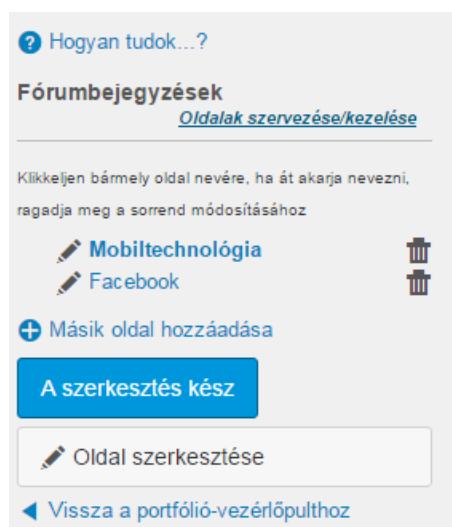 Hogyan tudok...?
Fórumbejegyzések
Oldalak szervezése/kezelése
Klikkeljen bármely oldal nevére, ha át akarja nevezni,
ragadja meg a sorrend módosításához
Mobiltechnológia
Facebook
Másik oldal hozzáadása
A szerkesztés kész
Oldal szerkesztése
Vissza a portfólió-vezérlőpulthoz